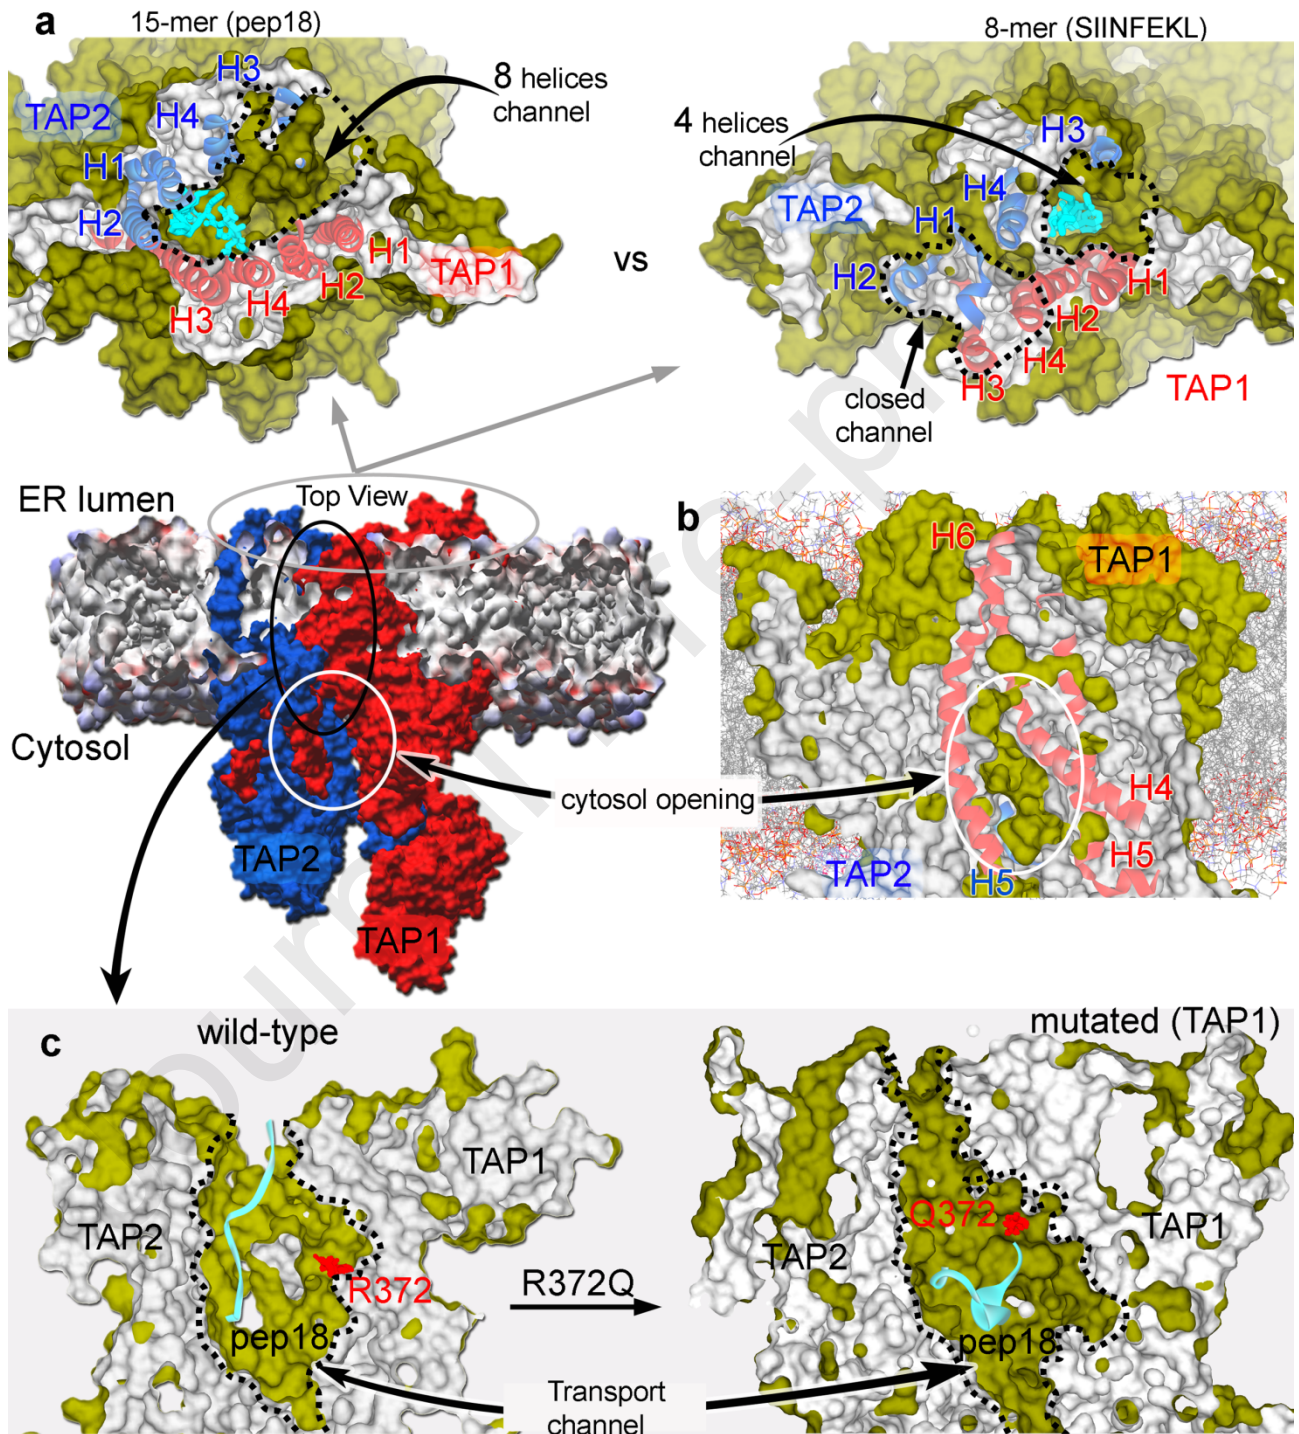 a
15-mer (pep18)
8-mer (SIINFEKL)
H3
8 helices
channel
TAP2
H4
H1
H2
H1
TAP1
H2
H4
H3
vs
4 helices
channel
H3
TAP2
H4
H1
H2
H1
H2
H4
H3
TAP1
closed
channel
ER lumen
Top View
Cytosol
TAP2
TAP1
cytosol opening
b
H6
TAP1
H4
H5
TAP2
H5
c
wild-type
mutated (TAP1)
TAP2
TAP1
R372
pep18
R372Q
Q372
TAP2
TAP1
pep18
Transport
channel
Journal Pre-pr